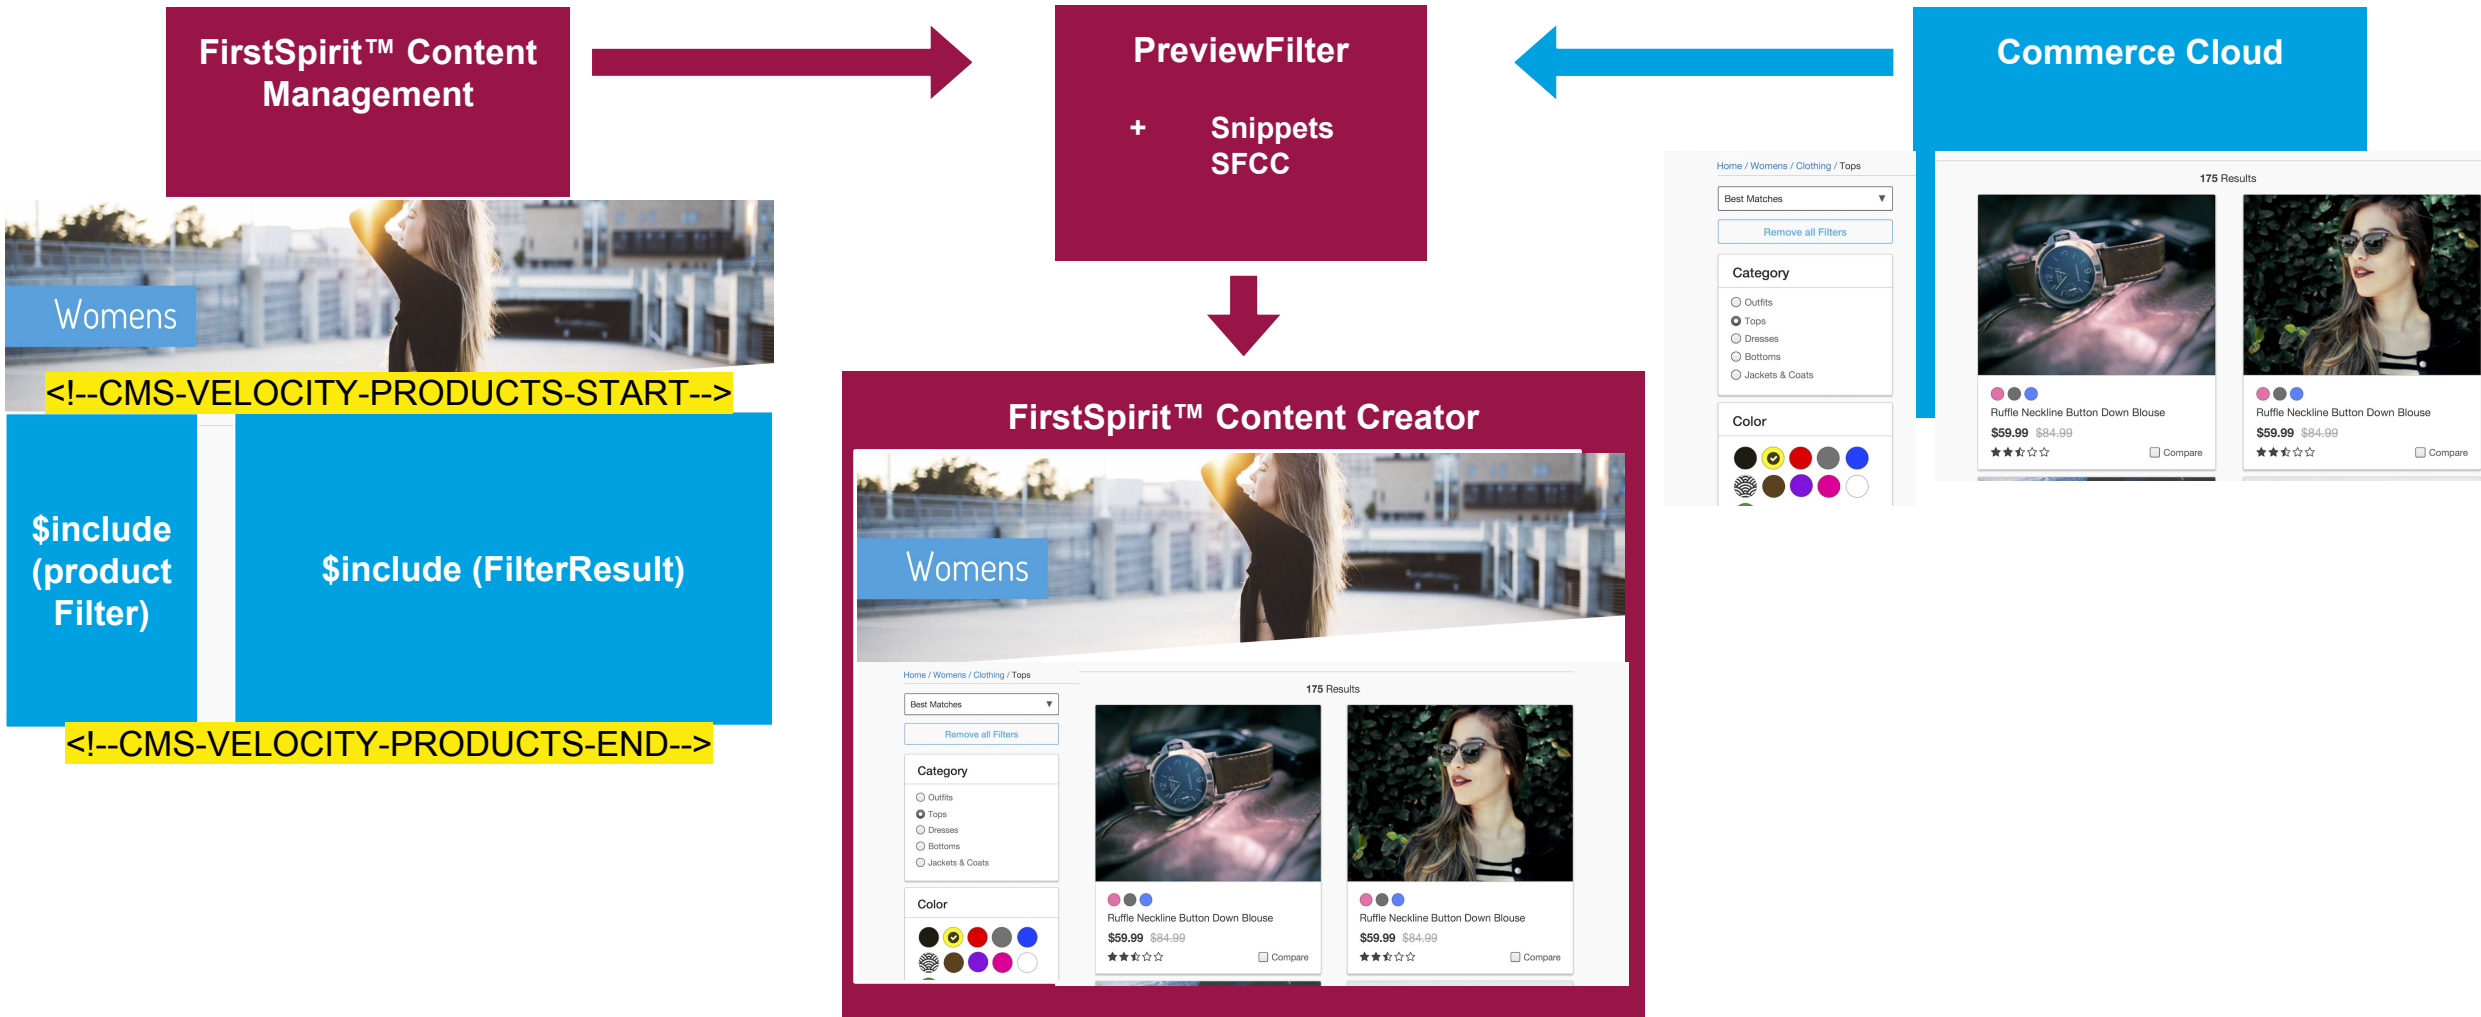 FirstSpirit™ Content
Management
PreviewFilter
+ Snippets
SFCC
Commerce Cloud
Womens
<!--CMS-VELOCITY-PRODUCTS-START-->
$include
(product
Filter)
$include (FilterResult)
<!--CMS-VELOCITY-PRODUCTS-END-->
Home / Womens / Clothing / Tops
Best Matches ▼
Remove all Filters
Category
Outfits
Tops
Dresses
Bottoms
Jackets & Coats
Color
175 Results
Ruffle Neckline Button Down Blouse
$59.99 $84.99
Compare
Ruffle Neckline Button Down Blouse
$59.99 $84.99
Compare
FirstSpirit™ Content Creator
Womens
Home / Womens / Clothing / Tops
Best Matches ▼
Remove all Filters
Category
Outfits
Tops
Dresses
Bottoms
Jackets & Coats
Color
175 Results
Ruffle Neckline Button Down Blouse
$59.99 $84.99
Compare
Ruffle Neckline Button Down Blouse
$59.99 $84.99
Compare